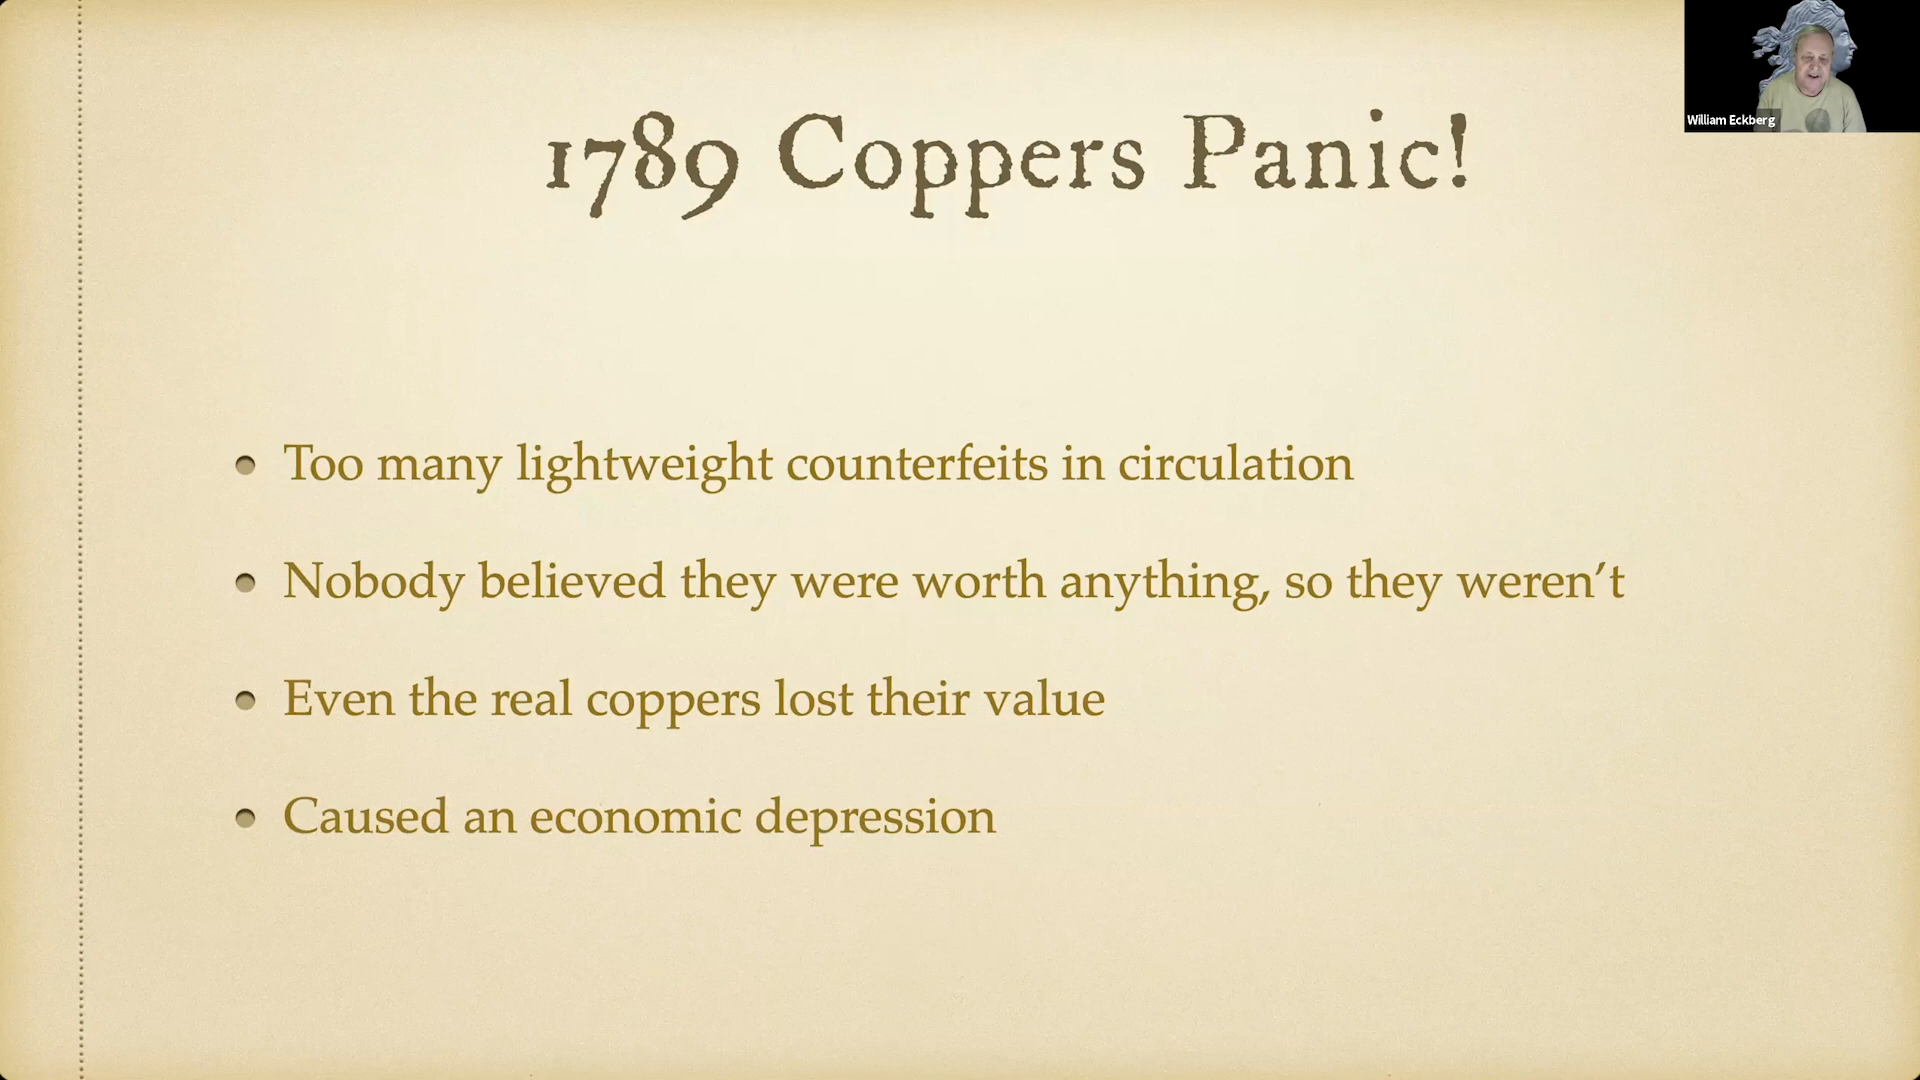 1789 Coppers Panic!
William Eckberg
• Too many lightweight counterfeits in circulation
• Nobody believed they were worth anything, so they weren’t
• Even the real coppers lost their value
• Caused an economic depression